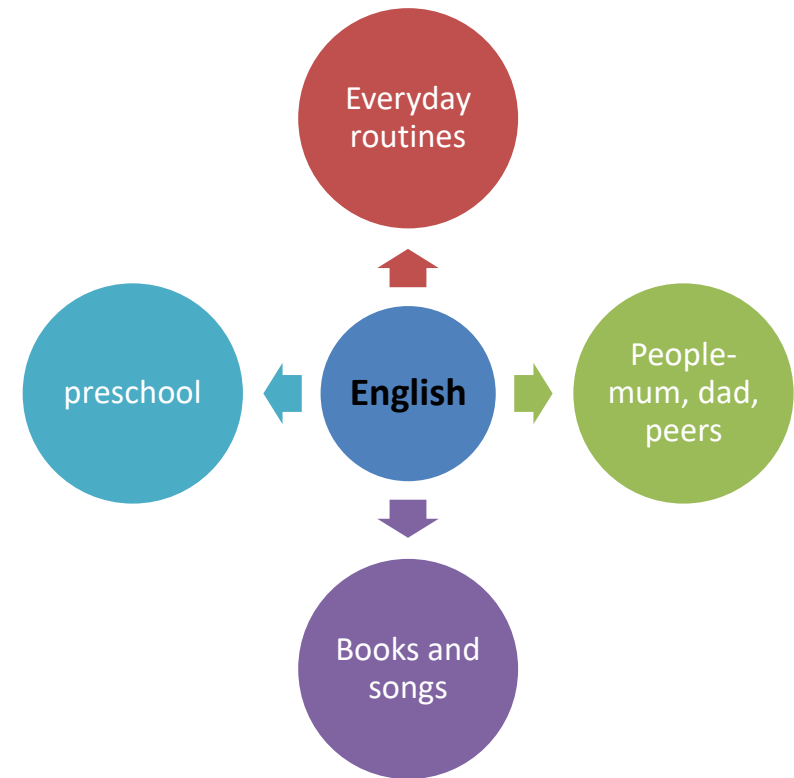 Everyday
routines
preschool
English
People-
mum, dad,
peers
Books and
songs